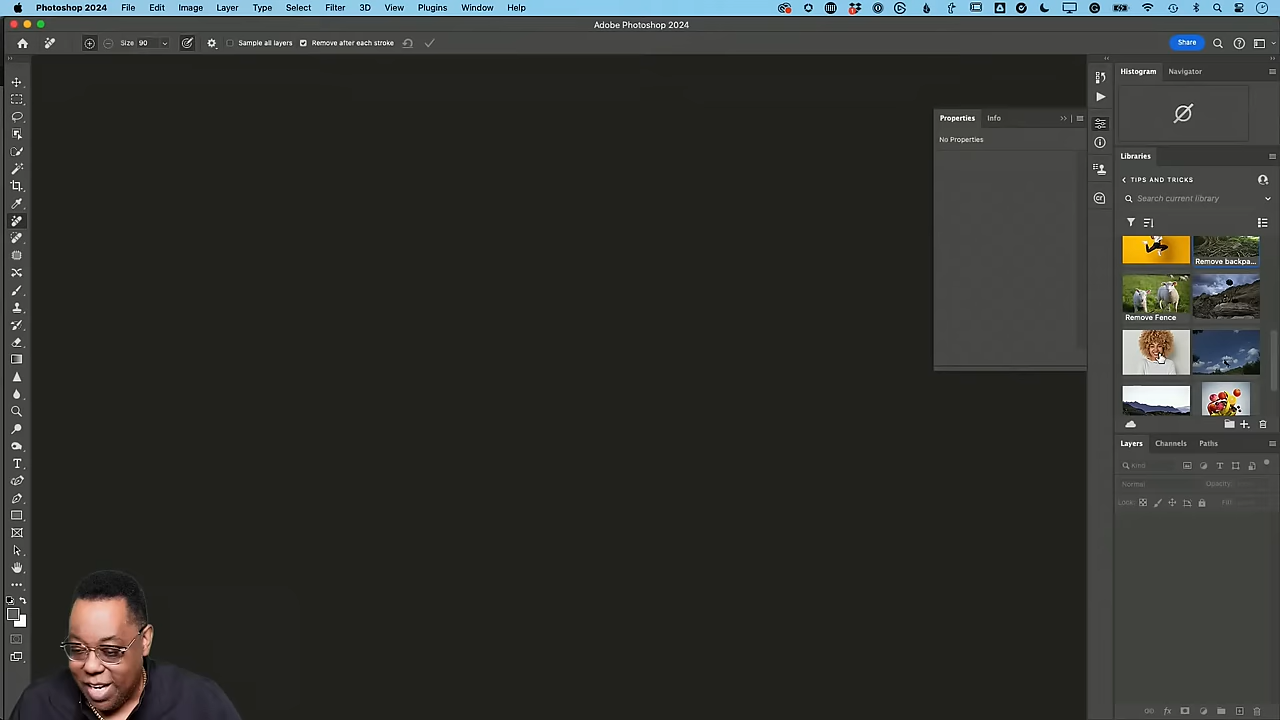 Photoshop 2024 File Edit Image Layer Type Select Filter 3D View Plugins Window Help
Adobe Photoshop 2024
Size 90 Sample all layers Remove after each stroke Share
Histogram Navigator
Properties Info
No Properties
Libraries
TIPS AND TRICKS
Search current library
Remove backpa...
Remove Fence
Layers Channels Paths
Kind
Normal Opacity:
Lock: Fill: